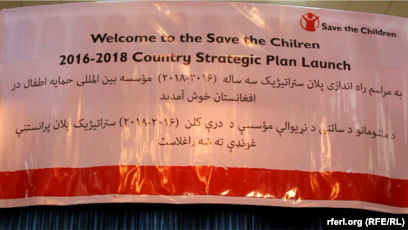 Save the Children
Welcome to the Save the Chilren
2016-2018 Country Strategic Plan Launch
به مراسم راه اندازی پلان ستراتیژیک سه ساله (۲۰۱۶-۲۰۱۸) مؤسسه بین المللی حمایه اطفال در
افغانستان خوش آمدید
د ماشومانو د ساتنې د نړیوالې مؤسسې د درې کلن (۲۰۱۶-۲۰۱۸) ستراتیژیک پلان پرانستنې
غونډې ته ښه راغلاست
rferl.org (RFE/RL)